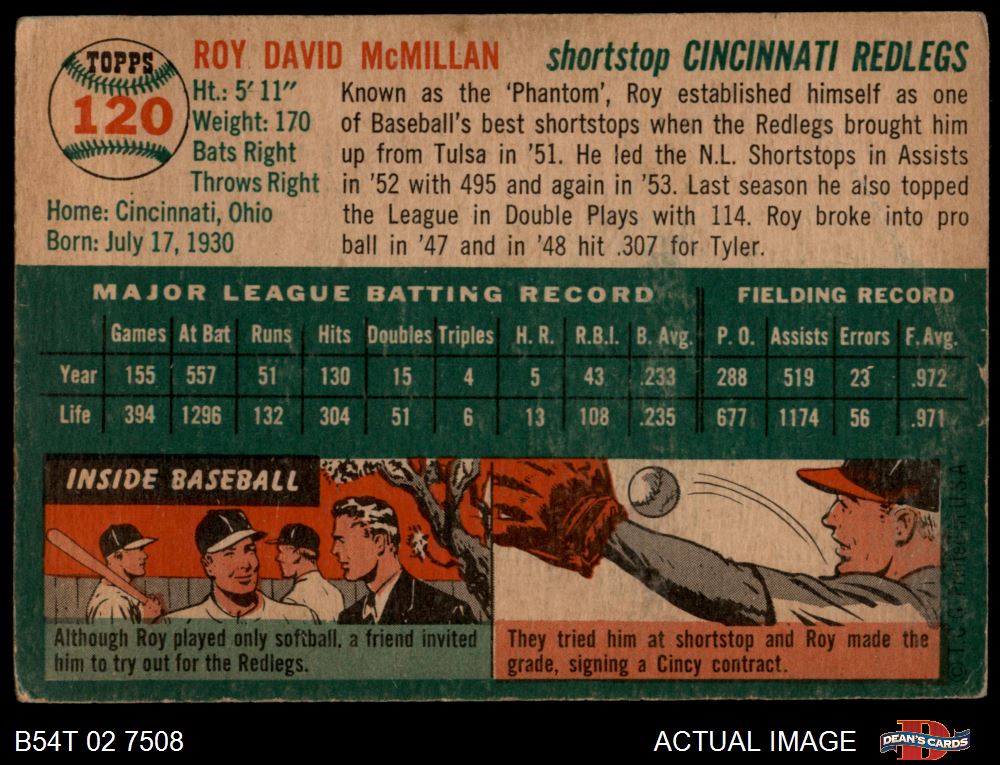 TOPPS
120
ROY DAVID McMILLAN shortstop CINCINNATI REDLEGS
Ht.: 5' 11"
Weight: 170
Bats Right
Throws Right
Home: Cincinnati, Ohio
Born: July 17, 1930
Known as the 'Phantom', Roy established himself as one
of Baseball's best shortstops when the Redlegs brought him
up from Tulsa in '51. He led the N.L. Shortstops in Assists
in '52 with 495 and again in '53. Last season he also topped
the League in Double Plays with 114. Roy broke into pro
ball in '47 and in '48 hit .307 for Tyler.
MAJOR LEAGUE BATTING RECORD FIELDING RECORD
Games At Bat Runs Hits Doubles Triples H. R. R.B.I. B. Avg. P. O. Assists Errors F. Avg.
Year 155 557 51 130 15 4 5 43 .233 288 519 23 .972
Life 394 1296 132 304 51 6 13 108 .235 677 1174 56 .971
INSIDE BASEBALL
Although Roy played only softball, a friend invited
him to try out for the Redlegs.
They tried him at shortstop and Roy made the
grade, signing a Cincy contract.
© T.C.G. Printed in U.S.A.
B54T 02 7508
ACTUAL IMAGE
DEAN'S CARDS